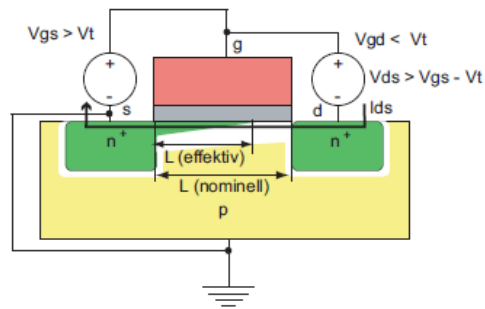 Vgs > Vt
g
Vgd < Vt
+
+
Vds > Vgs - Vt
-
-
s
d
Ids
n+
n+
L (effektiv)
L (nominell)
p